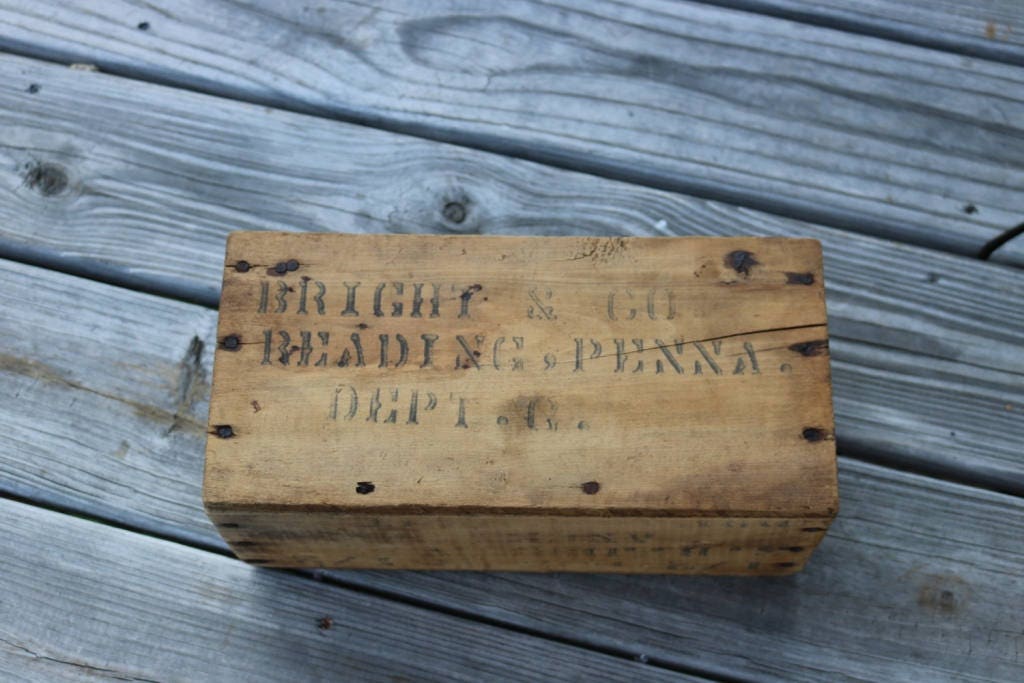 BRIGHT & CO
READING, PENNA.
DEPT. C.